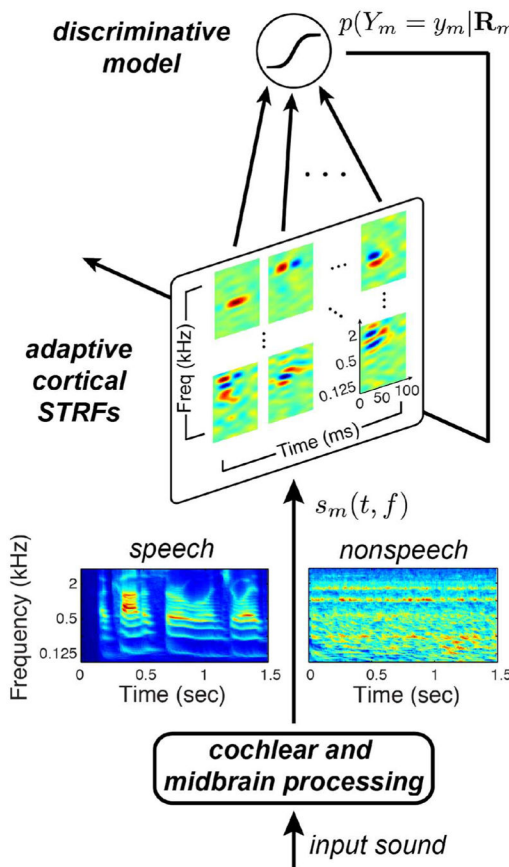 discriminative
model
p(Y_m = y_m|R_m
adaptive
cortical
STRFs
Freq (kHz)
...
...
...
...
...
2
0.5
0.125
0 50 100
Time (ms)
s_m(t, f)
speech
nonspeech
Frequency (kHz)
2
0.5
0.125
0 0.5 1 1.5
Time (sec)
0 0.5 1 1.5
Time (sec)
cochlear and
midbrain processing
input sound